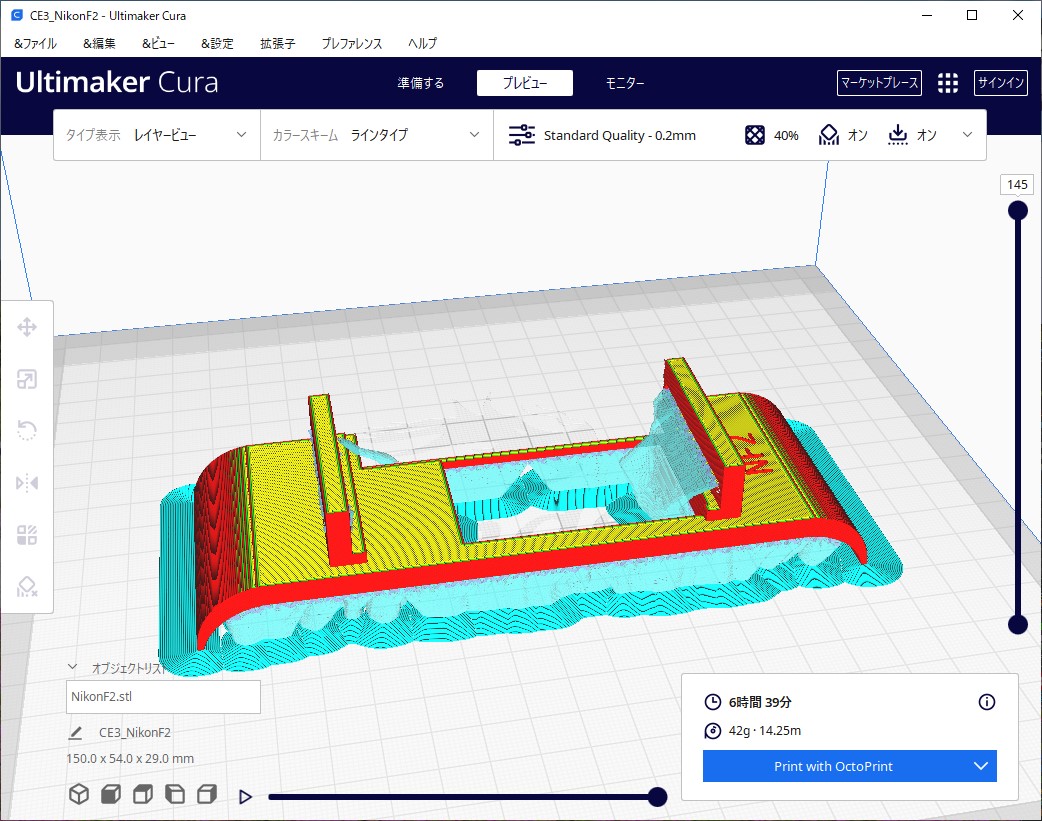 CE3_NikonF2 - Ultimaker Cura
&ファイル &編集 &ビュー &設定 拡張子 プレファレンス ヘルプ
Ultimaker Cura 準備する プレビュー モニター マーケットプレース サインイン
タイプ表示 レイヤービュー カラースキーム ラインタイプ Standard Quality - 0.2mm 40% オン オン
145
オブジェクトリスト
NikonF2.stl
CE3_NikonF2
150.0 x 54.0 x 29.0 mm
6時間 39分
42g · 14.25m
Print with OctoPrint